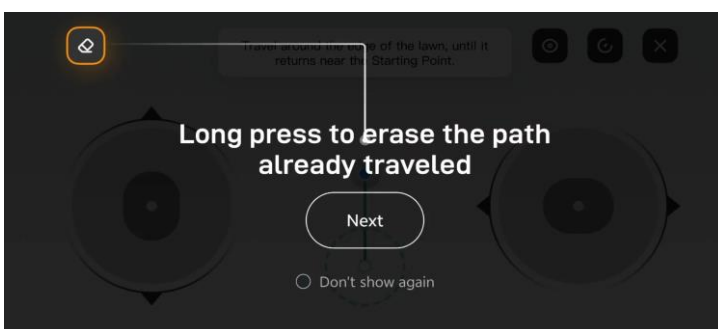 Travel around the edge of the lawn, until it
returns near the Starting Point.
Long press to erase the path
already traveled
Next
Don't show again